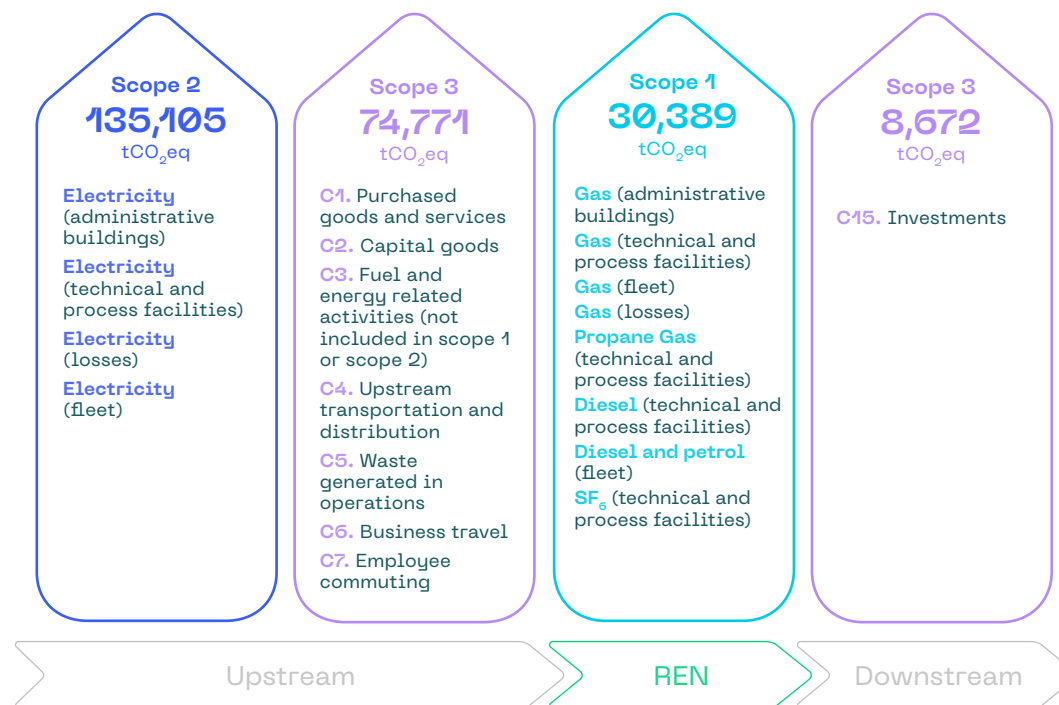 Scope 2
135,105
tCO₂eq
Electricity
(administrative
buildings)
Electricity
(technical and
process facilities)
Electricity
(losses)
Electricity
(fleet)
Scope 3
74,771
tCO₂eq
C1. Purchased
goods and services
C2. Capital goods
C3. Fuel and
energy related
activities (not
included in scope 1
or scope 2)
C4. Upstream
transportation and
distribution
C5. Waste
generated in
operations
C6. Business travel
C7. Employee
commuting
Scope 1
30,389
tCO₂eq
Gas (administrative
buildings)
Gas (technical and
process facilities)
Gas (fleet)
Gas (losses)
Propane Gas
(technical and
process facilities)
Diesel (technical and
process facilities)
Diesel and petrol
(fleet)
SF₆ (technical and
process facilities)
Scope 3
8,672
tCO₂eq
C15. Investments
Upstream
REN
Downstream